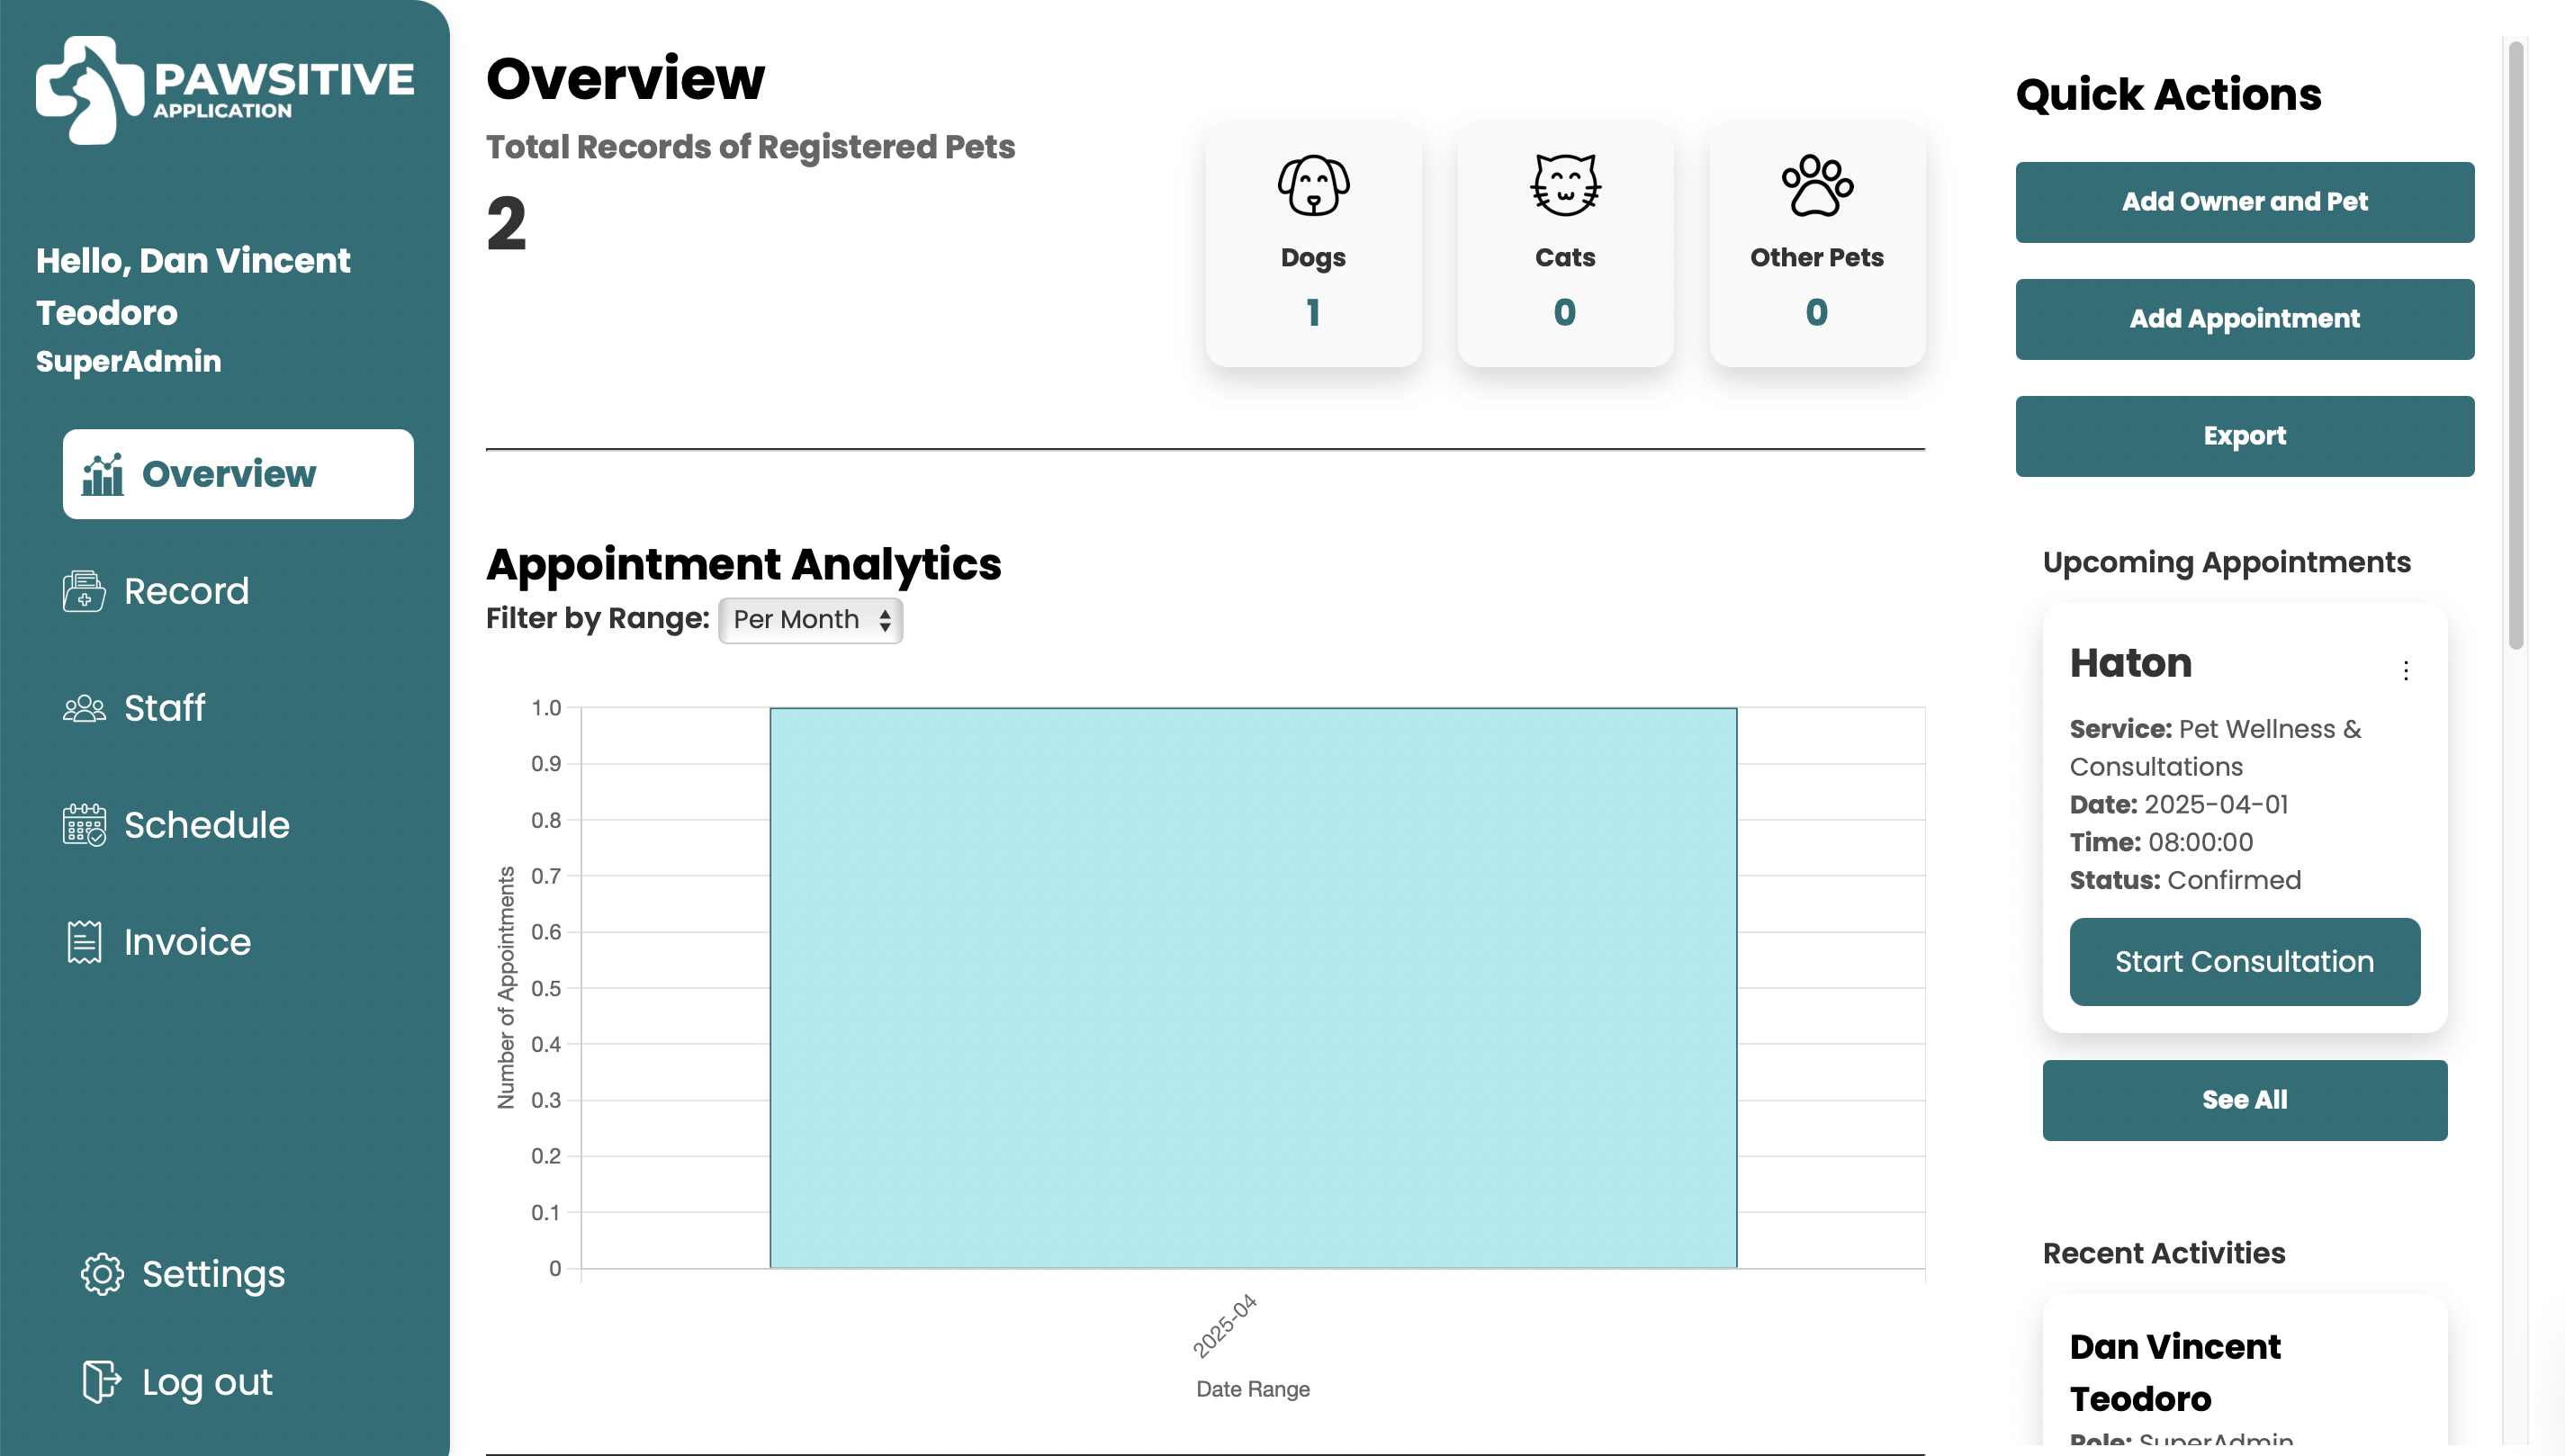 PAWSITIVE
APPLICATION
Hello, Dan Vincent
Teodoro
SuperAdmin
Overview
Record
Staff
Schedule
Invoice
Settings
Log out
Overview
Total Records of Registered Pets
2
Dogs
1
Cats
0
Other Pets
0
Appointment Analytics
Filter by Range: Per Month
Number of Appointments
1.0
0.9
0.8
0.7
0.6
0.5
0.4
0.3
0.2
0.1
0
2025-04
Date Range
Quick Actions
Add Owner and Pet
Add Appointment
Export
Upcoming Appointments
Haton
Service: Pet Wellness &
Consultations
Date: 2025-04-01
Time: 08:00:00
Status: Confirmed
Start Consultation
See All
Recent Activities
Dan Vincent
Teodoro
Role: SuperAdmin